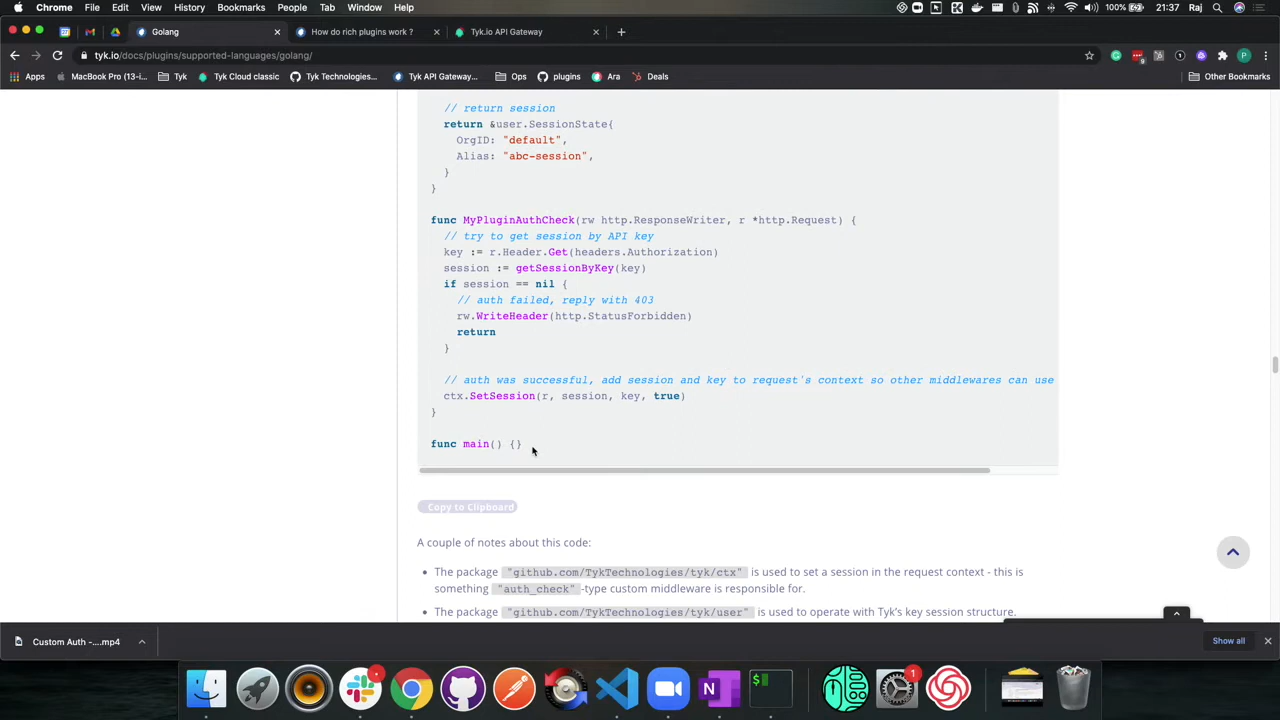 Chrome File Edit View History Bookmarks People Tab Window Help 100% 21:37 Raj
Golang × How do rich plugins work ? × Tyk.io API Gateway × +
tyk.io/docs/plugins/supported-languages/golang/
Apps MacBook Pro (13-i... Tyk Tyk Cloud classic Tyk Technologies... Tyk API Gateway... Ops plugins Ara Deals Other Bookmarks
// return session
return &user.SessionState{
OrgID: "default",
Alias: "abc-session",
}
}
func MyPluginAuthCheck(rw http.ResponseWriter, r *http.Request) {
// try to get session by API key
key := r.Header.Get(headers.Authorization)
session := getSessionByKey(key)
if session == nil {
// auth failed, reply with 403
rw.WriteHeader(http.StatusForbidden)
return
}
// auth was successful, add session and key to request's context so other middlewares can use
ctx.SetSession(r, session, key, true)
}
func main() {}
Copy to Clipboard
A couple of notes about this code:
• The package "github.com/TykTechnologies/tyk/ctx" is used to set a session in the request context - this is
something "auth_check"-type custom middleware is responsible for.
• The package "github.com/TykTechnologies/tyk/user" is used to operate with Tyk's key session structure.
Custom Auth -....mp4 Show all ×
N $ 1